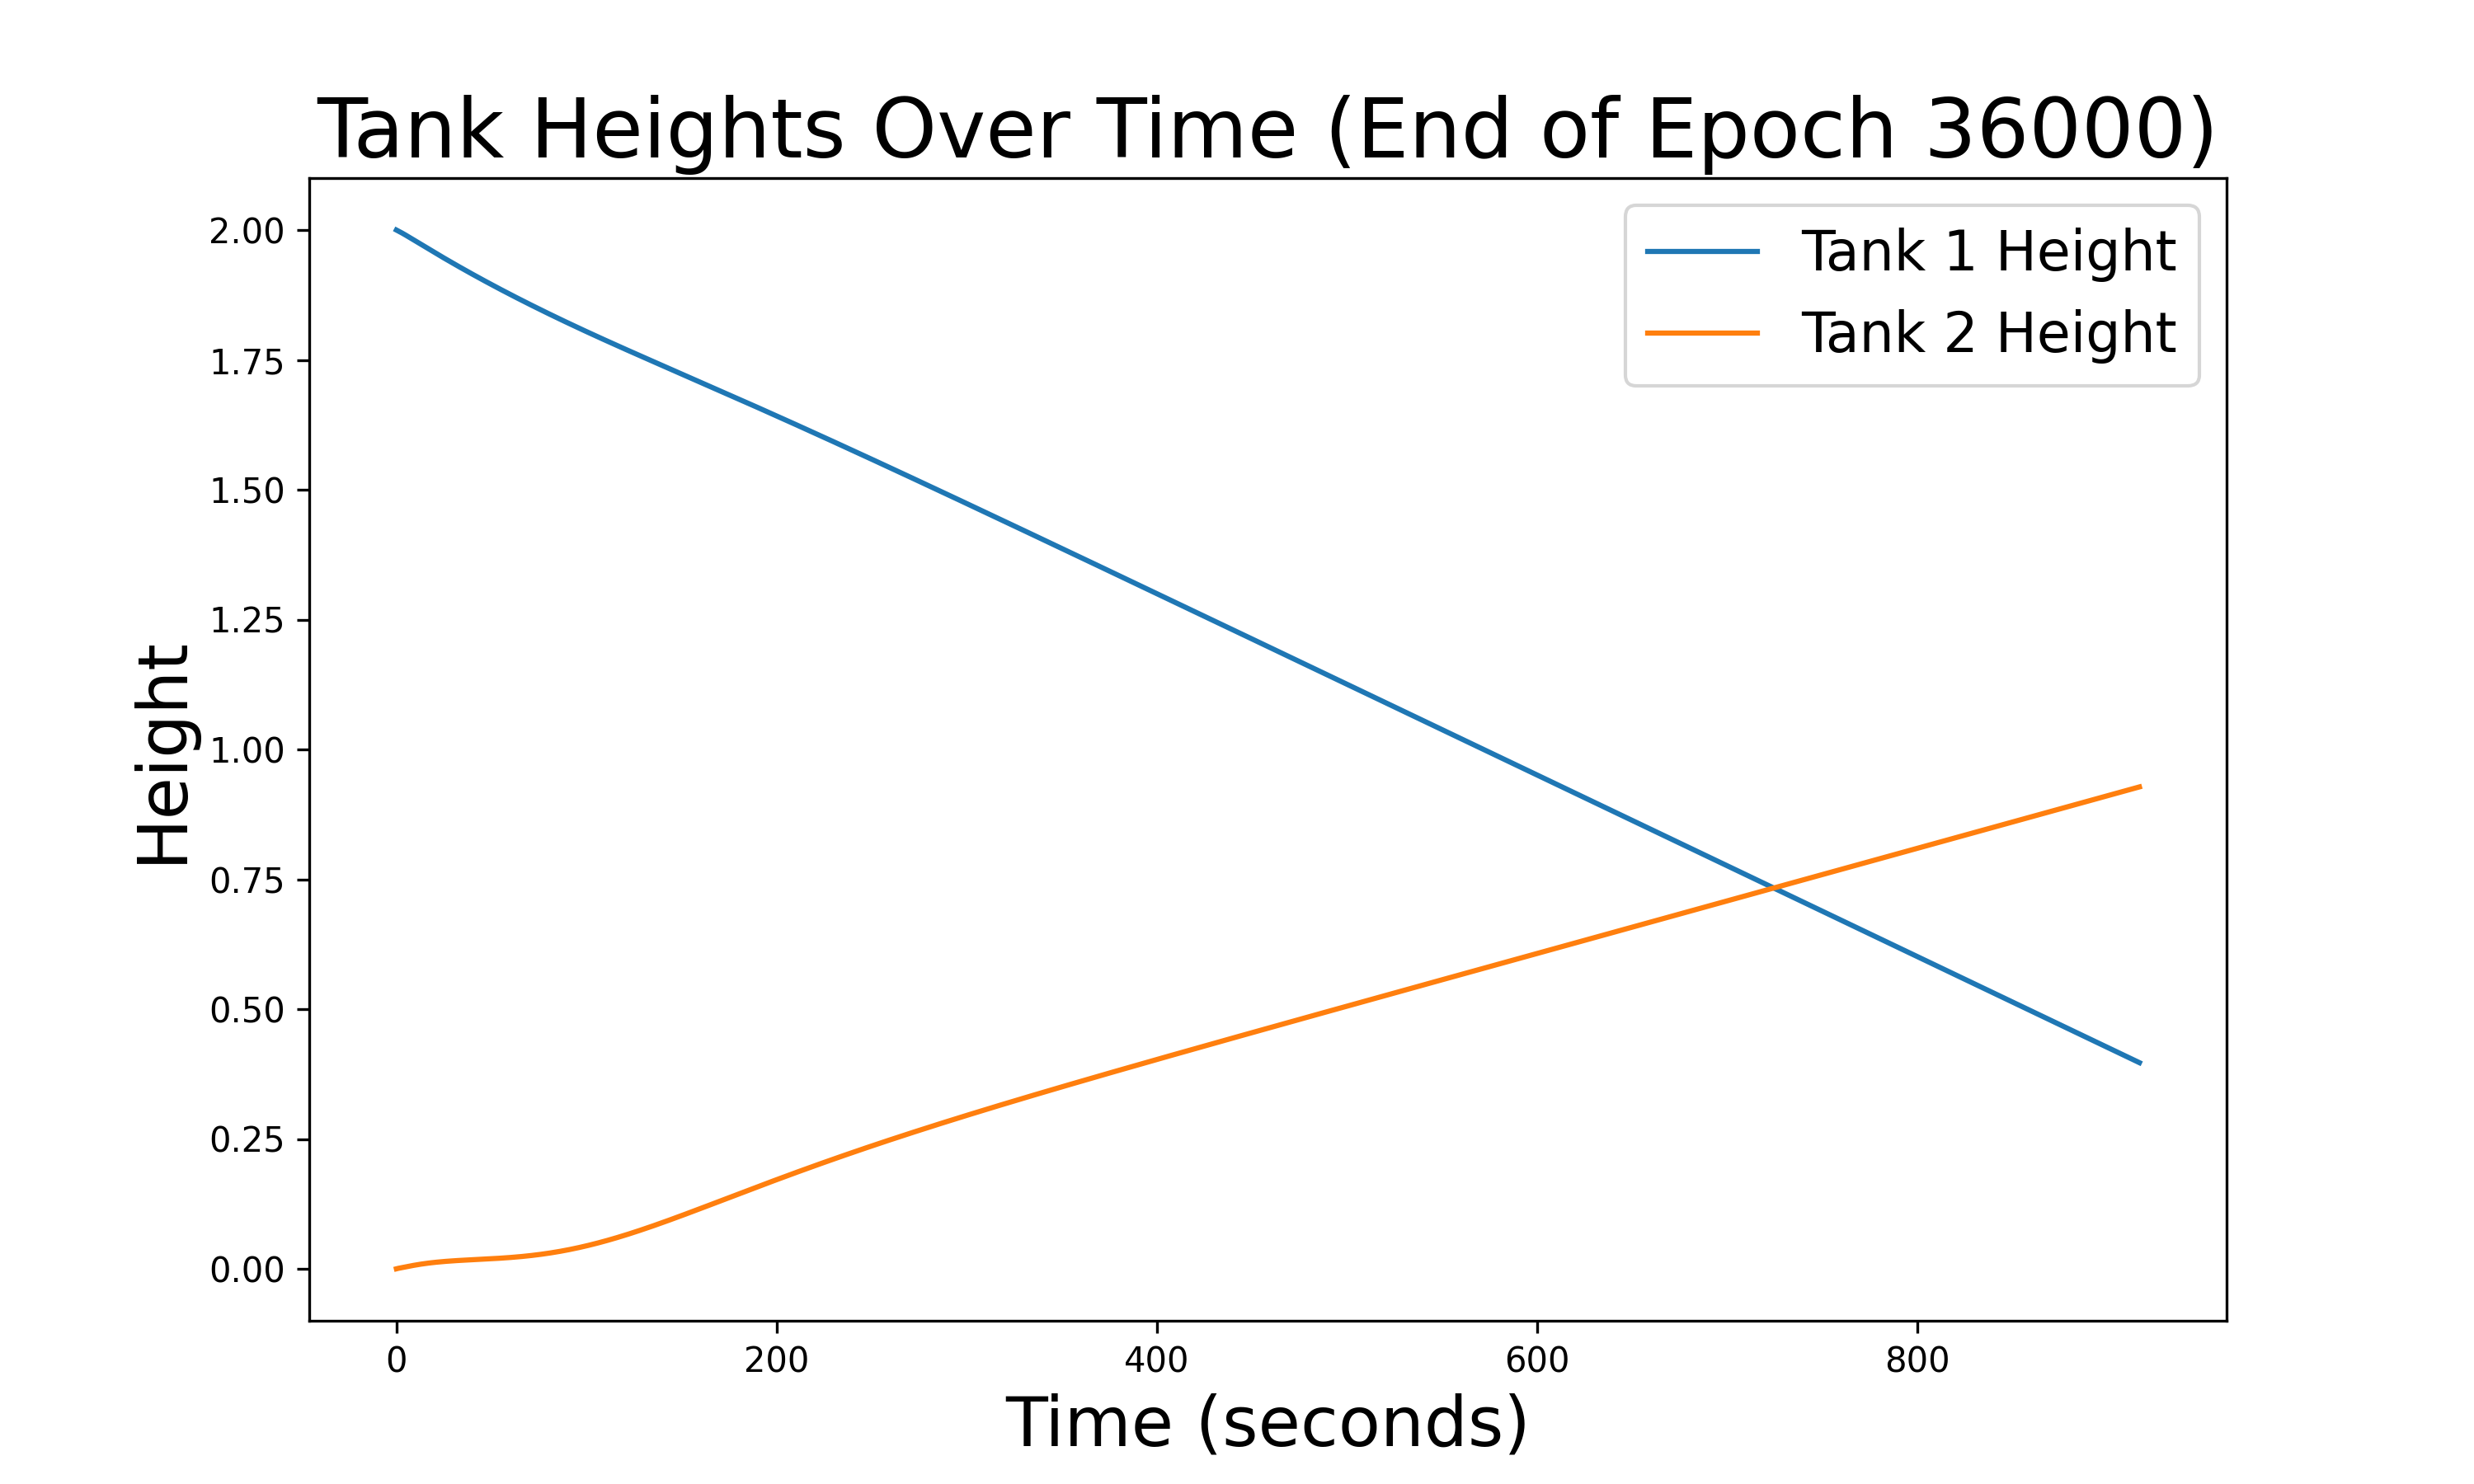 Tank Heights Over Time (End of Epoch 36000)
Tank 1 Height
Tank 2 Height
Height
2.00
1.75
1.50
1.25
1.00
0.75
0.50
0.25
0.00
0 200 400 600 800
Time (seconds)